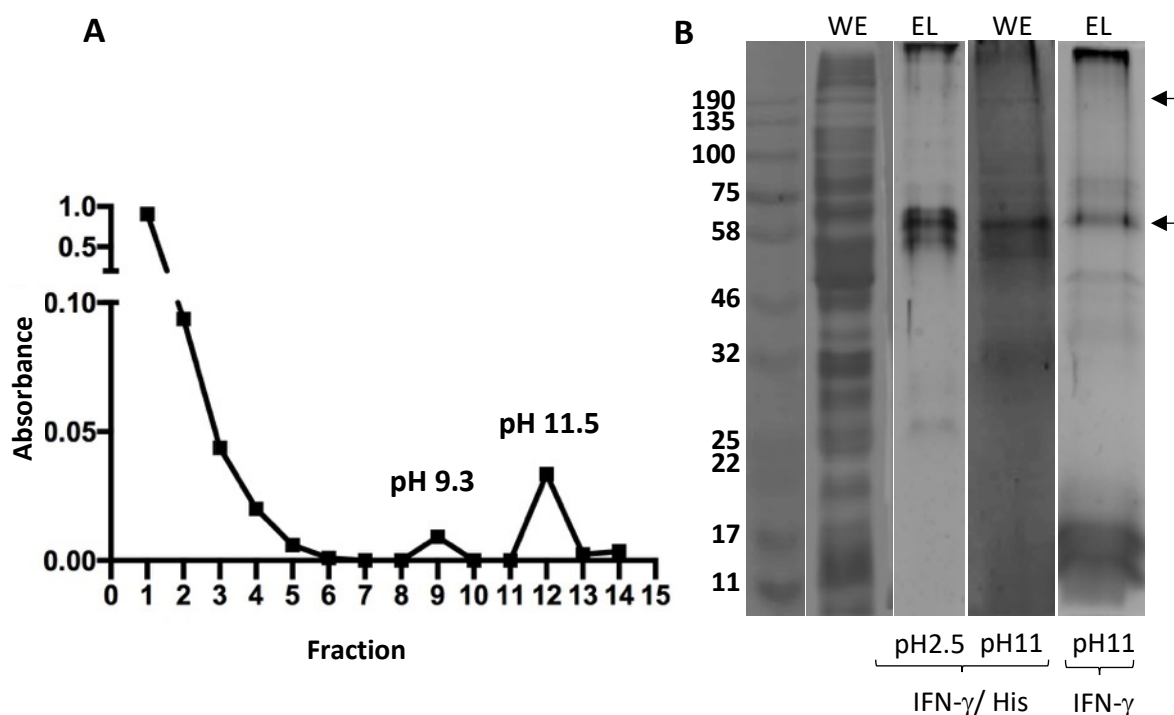 A
1.0
0.5
0.10
0.05
0.00
Absorbance
pH 9.3
pH 11.5
0 1 2 3 4 5 6 7 8 9 10 11 12 13 14 15
Fraction
B
WE EL WE EL
190
135
100
75
58
46
32
25
22
17
11
pH2.5 pH11 pH11
IFN-γ/ His IFN-γ